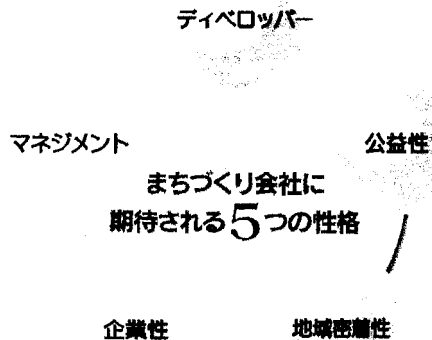 ディベロッパー
マネジメント
公益性
まちづくり会社に
期待される5つの性格
企業性
地域密着性